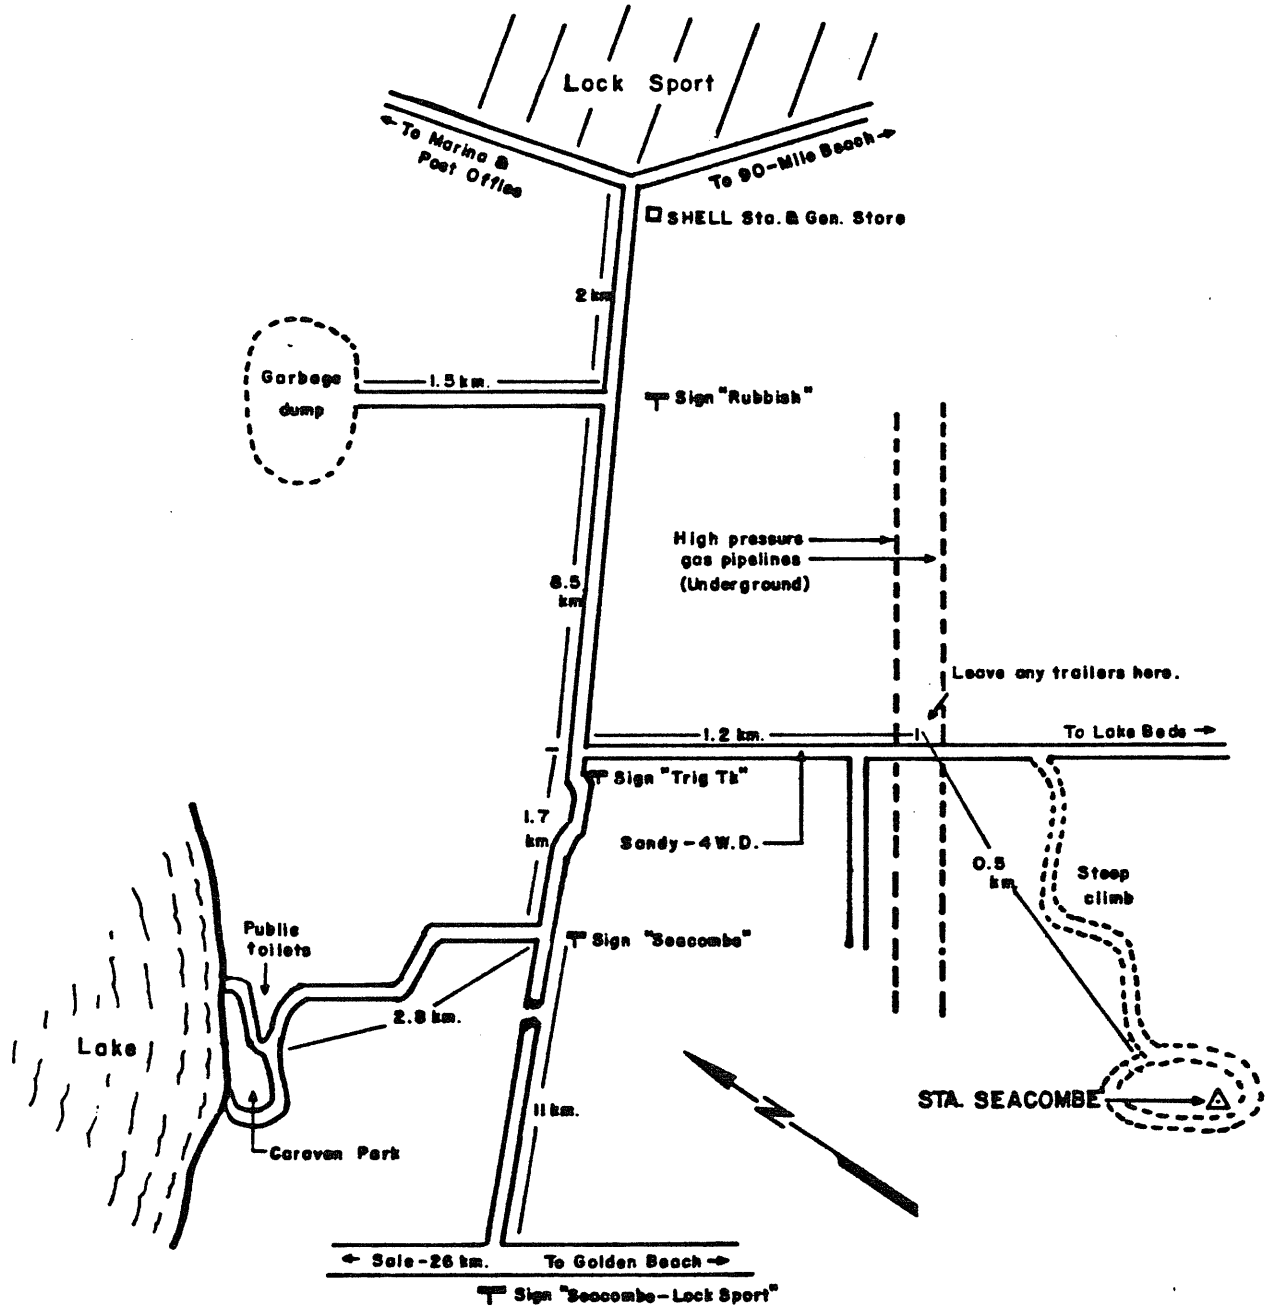 Lock Sport
To Marina &
Post Office
To 90-Mile Beach
SHELL Sta. & Gen. Store
2 km
Garbage
dump
1.5 km.
Sign "Rubbish"
High pressure
gas pipelines
(Underground)
8.5
km
Leave any trailers here.
1.2 km.
To Lake Beds
Sign "Trig Tk"
1.7
km
Sandy - 4 W.D.
0.5
km.
Steep
climb
Public
toilets
Sign "Seacombe"
2.8 km.
Lake
N
STA. SEACOMBE
11 km.
Caravan Park
Sale-26 km.
To Golden Beach
Sign "Seacombe-Lock Sport"